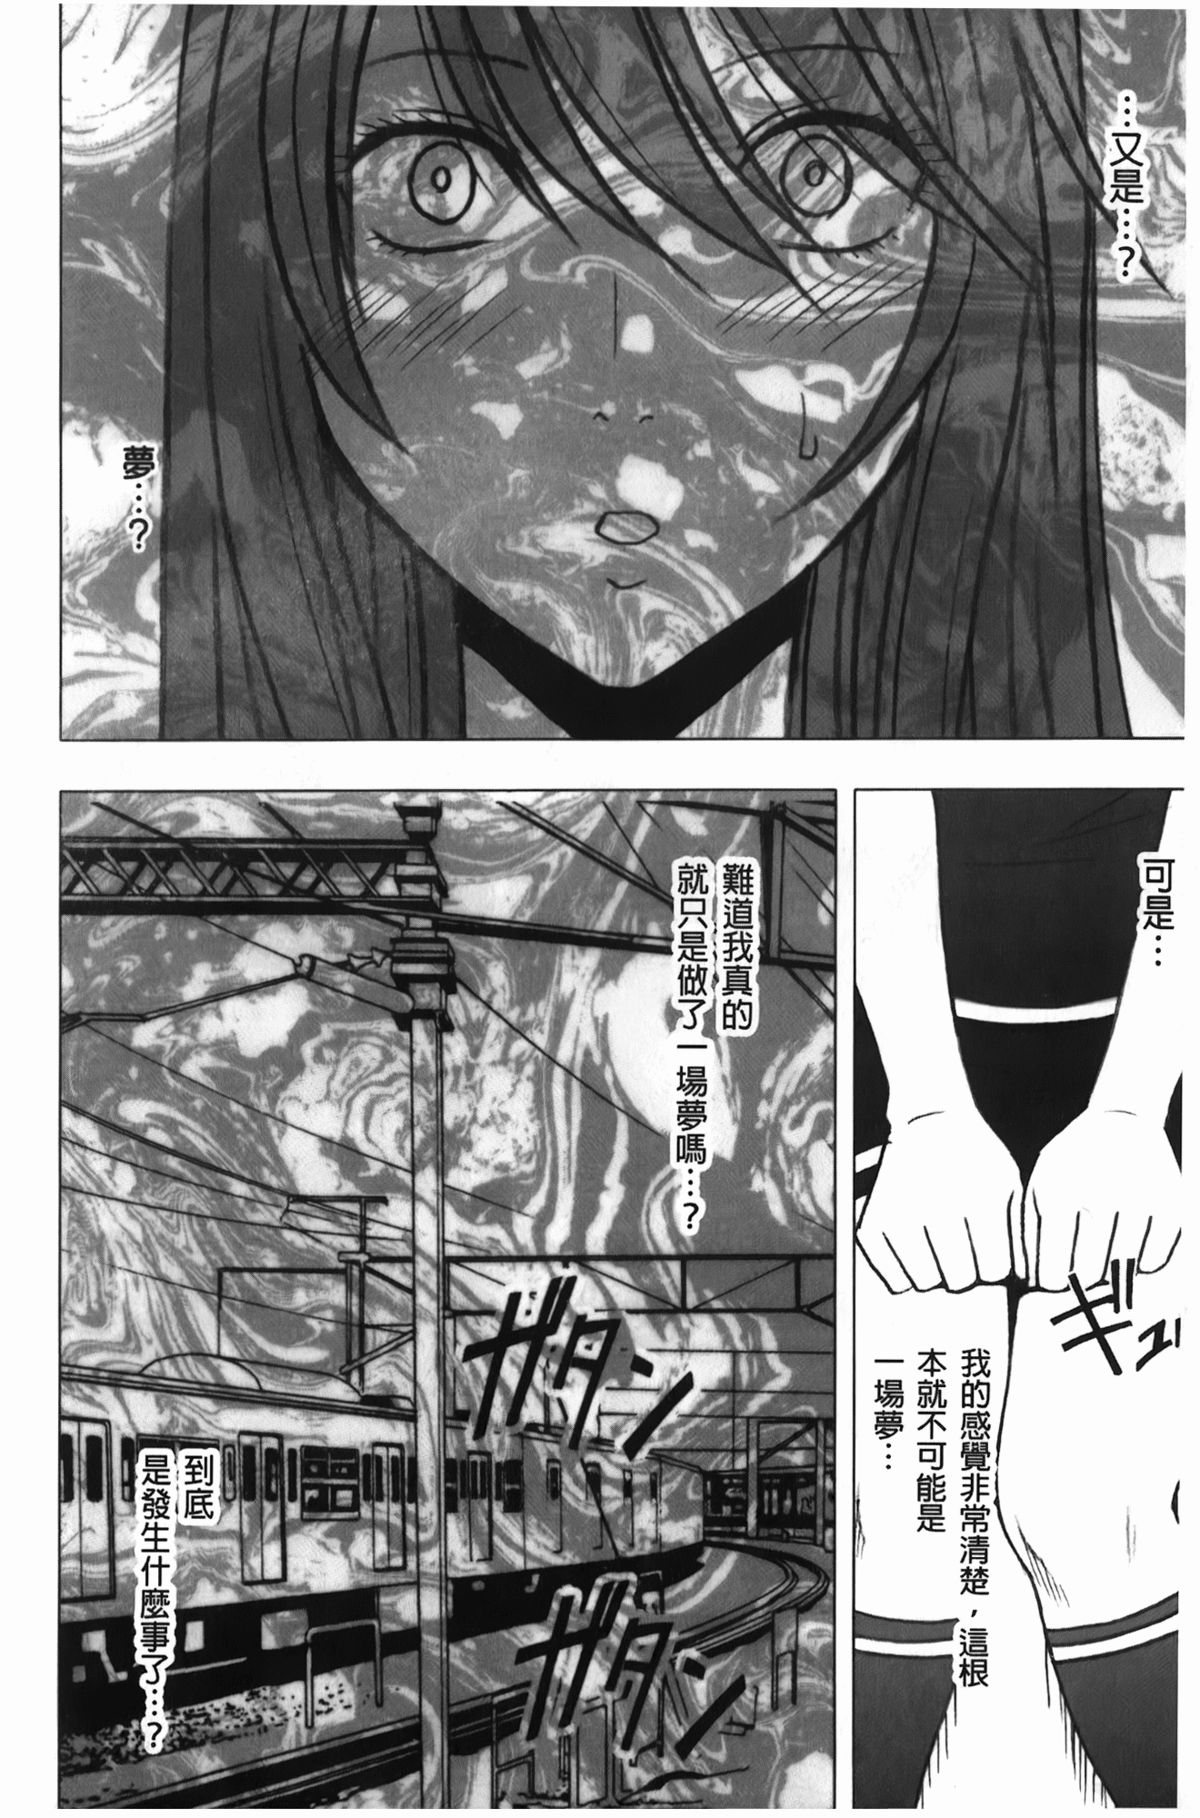 …又是…？
夢…？
可是…
ギュ
我的感覺非常清楚，這根
本就不可能是
一場夢…
難道我真的
就只是做了一場夢嗎…？
ガタン
ガタン
到底
是發生什麼事了…？